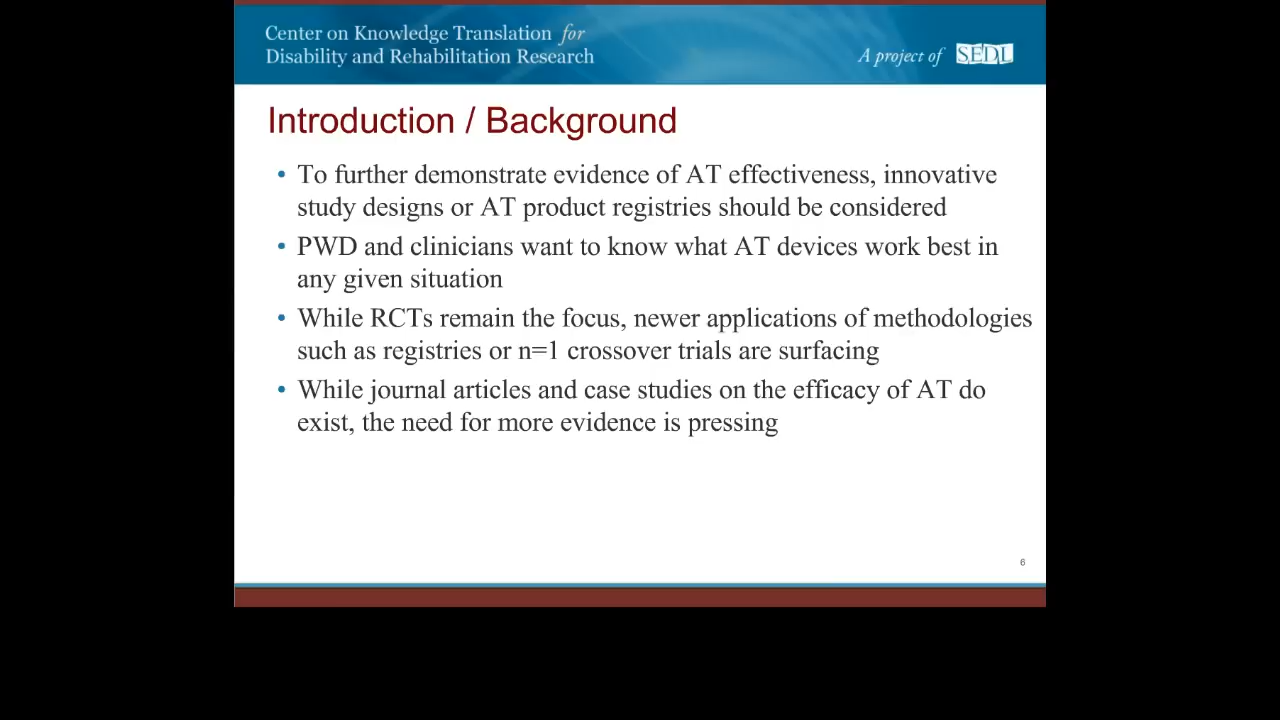 Center on Knowledge Translation for
Disability and Rehabilitation Research
A project of SEDL
Introduction / Background
• To further demonstrate evidence of AT effectiveness, innovative
study designs or AT product registries should be considered
• PWD and clinicians want to know what AT devices work best in
any given situation
• While RCTs remain the focus, newer applications of methodologies
such as registries or n=1 crossover trials are surfacing
• While journal articles and case studies on the efficacy of AT do
exist, the need for more evidence is pressing
6